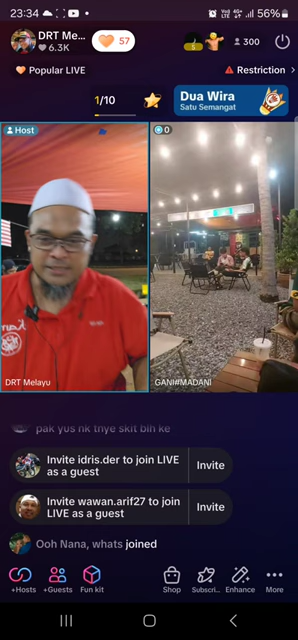 23:34
56%
DRT Me...
6.3K
57
300
Popular LIVE
Restriction
1/10
Dua Wira
Satu Semangat
Host
0
DRT Melayu
GANI#MADANI
pak yus nk tnye skit blh ke
Invite idris.der to join LIVE
as a guest
Invite
Invite wawan.arif27 to join
LIVE as a guest
Invite
Ooh Nana, whats joined
+Hosts
+Guests
Fun kit
Shop
Subscri...
Enhance
More